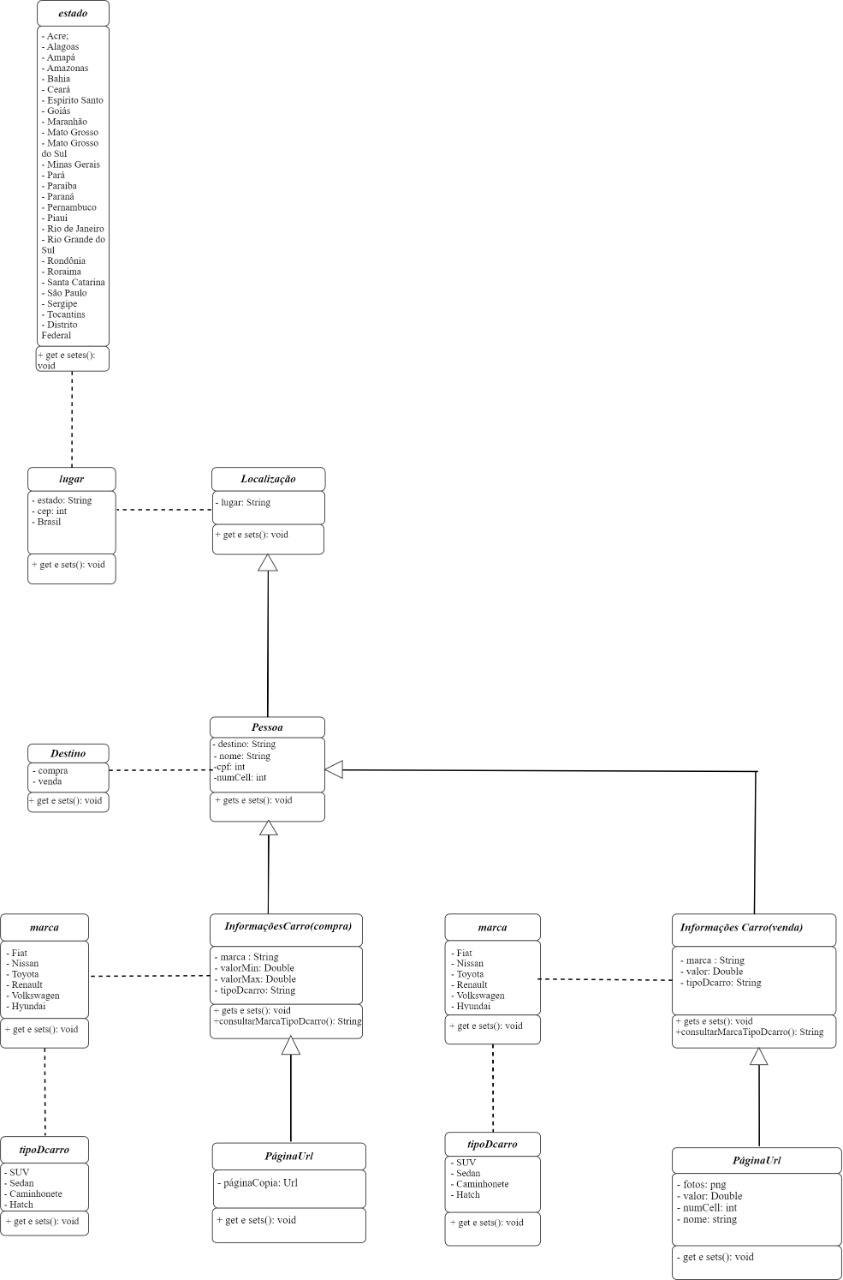 estado
- Acre;
- Alagoas
- Amapá
- Amazonas
- Bahia
- Ceará
- Espírito Santo
- Goiás
- Maranhão
- Mato Grosso
- Mato Grosso
do Sul
- Minas Gerais
- Pará
- Paraíba
- Paraná
- Pernambuco
- Piaui
- Rio de Janeiro
- Rio Grande do
Sul
- Rondônia
- Roraima
- Santa Catarina
- São Paulo
- Sergipe
- Tocantins
- Distrito
Federal
+ get e setes():
void
lugar
- estado: String
- cep: int
- Brasil
+ get e sets(): void
Localização
- lugar: String
+ get e sets(): void
Destino
- compra
- venda
+ get e sets(): void
Pessoa
- destino: String
- nome: String
-cpf: int
-numCell: int
+ gets e sets(): void
marca
- Fiat
- Nissan
- Toyota
- Renault
- Volkswagen
- Hyundai
+ get e sets(): void
InformaçõesCarro(compra)
- marca : String
- valorMin: Double
- valorMax: Double
- tipoDcarro: String
+ gets e sets(): void
+consultarMarcaTipoDcarro(): String
marca
- Fiat
- Nissan
- Toyota
- Renault
- Volkswagen
- Hyundai
+ get e sets(): void
Informações Carro(venda)
- marca : String
- valor: Double
- tipoDcarro: String
+ gets e sets(): void
+consultarMarcaTipoDcarro(): String
tipoDcarro
- SUV
- Sedan
- Caminhonete
- Hatch
+ get e sets(): void
PáginaUrl
- páginaCopia: Url
+ get e sets(): void
tipoDcarro
- SUV
- Sedan
- Caminhonete
- Hatch
+ get e sets(): void
PáginaUrl
- fotos: png
- valor: Double
- numCell: int
- nome: string
- get e sets(): void